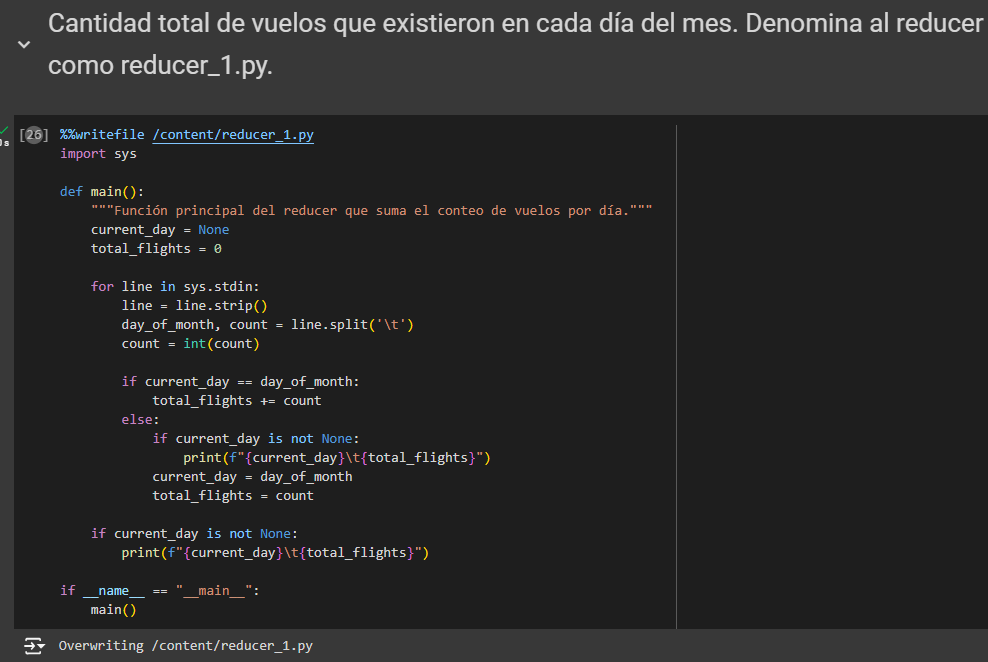 Cantidad total de vuelos que existieron en cada día del mes. Denomina al reducer
como reducer_1.py.
[26] %%writefile /content/reducer_1.py
import sys
def main():
    """Función principal del reducer que suma el conteo de vuelos por día."""
    current_day = None
    total_flights = 0
    for line in sys.stdin:
        line = line.strip()
        day_of_month, count = line.split('\t')
        count = int(count)
        if current_day == day_of_month:
            total_flights += count
        else:
            if current_day is not None:
                print(f"{current_day}\t{total_flights}")
            current_day = day_of_month
            total_flights = count
    if current_day is not None:
        print(f"{current_day}\t{total_flights}")
if __name__ == "__main__":
    main()
Overwriting /content/reducer_1.py